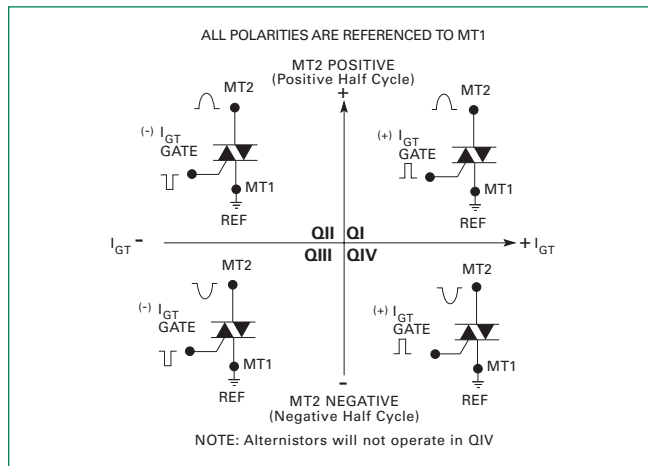 ALL POLARITIES ARE REFERENCED TO MT1
MT2 POSITIVE
(Positive Half Cycle)
+
MT2
(-) IGT
GATE
MT1
REF
MT2
(+) IGT
GATE
MT1
REF
IGT -
QII QI
QIII QIV
+ IGT
MT2
(-) IGT
GATE
MT1
REF
MT2
(+) IGT
GATE
MT1
REF
-
MT2 NEGATIVE
(Negative Half Cycle)
NOTE: Alternistors will not operate in QIV